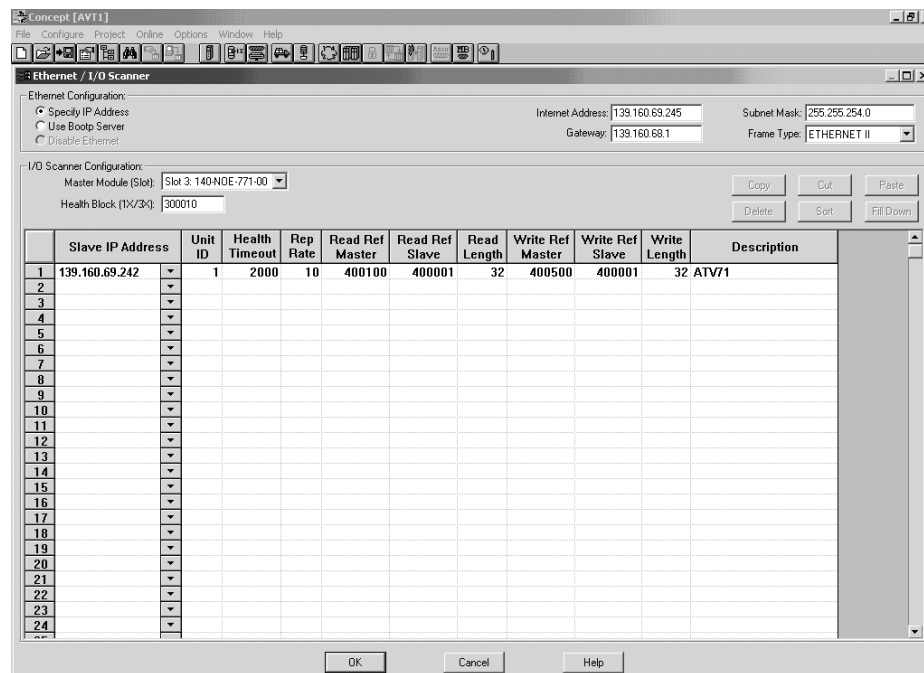 Concept [AVT1]
File Configure Project Online Options Window Help
Ethernet / I/O Scanner
Ethernet Configuration:
Specify IP Address
Use Bootp Server
Disable Ethernet
Internet Address: 139.160.69.245
Subnet Mask: 255.255.254.0
Gateway: 139.160.68.1
Frame Type: ETHERNET II
I/O Scanner Configuration:
Master Module (Slot): Slot 3: 140-NOE-771-00
Health Block (1X/3X): 300010
Copy Cut Paste
Delete Sort Fill Down
Slave IP Address Unit ID Health Timeout Rep Rate Read Ref Master Read Ref Slave Read Length Write Ref Master Write Ref Slave Write Length Description
1 139.160.69.242 1 2000 10 400100 400001 32 400500 400001 32 ATV71
2
3
4
5
6
7
8
9
10
11
12
13
14
15
16
17
18
19
20
21
22
23
24
OK Cancel Help